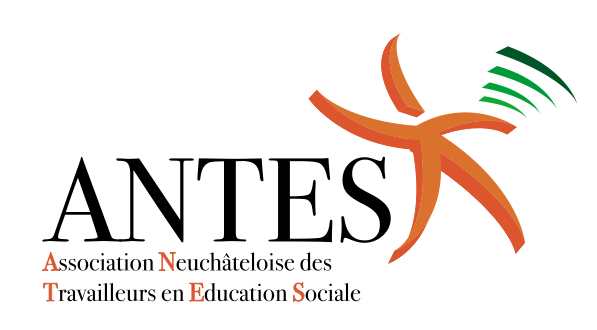 ANTES
Association Neuchâteloise des
Travailleurs en Education Sociale